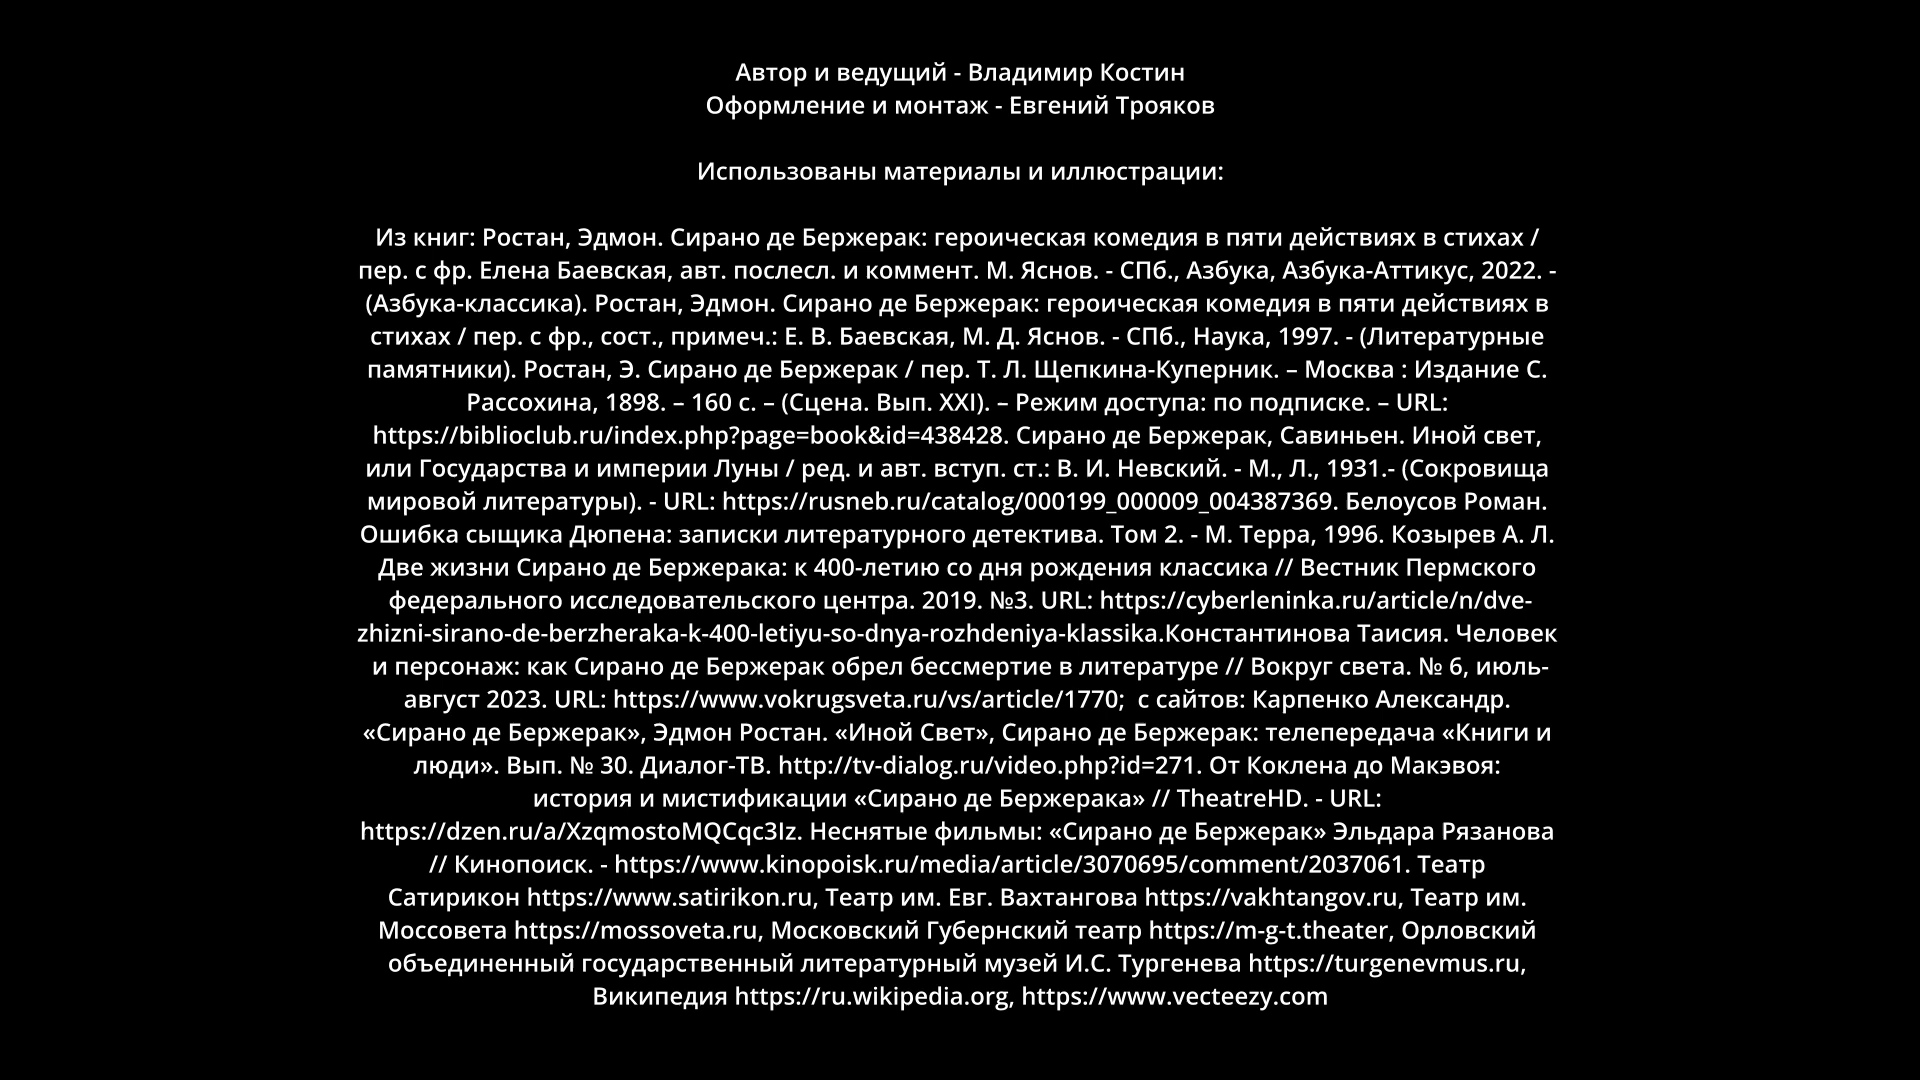 Автор и ведущий - Владимир Костин
Оформление и монтаж - Евгений Трояков
Использованы материалы и иллюстрации:
Из книг: Ростан, Эдмон. Сирано де Бержерак: героическая комедия в пяти действиях в стихах /
пер. с фр. Елена Баевская, авт. послесл. и коммент. М. Яснов. - СПб., Азбука, Азбука-Аттикус, 2022. -
(Азбука-классика). Ростан, Эдмон. Сирано де Бержерак: героическая комедия в пяти действиях в
стихах / пер. с фр., сост., примеч.: Е. В. Баевская, М. Д. Яснов. - СПб., Наука, 1997. - (Литературные
памятники). Ростан, Э. Сирано де Бержерак / пер. Т. Л. Щепкина-Куперник. – Москва : Издание С.
Рассохина, 1898. – 160 с. – (Сцена. Вып. XXI). – Режим доступа: по подписке. – URL:
https://biblioclub.ru/index.php?page=book&id=438428. Сирано де Бержерак, Савиньен. Иной свет,
или Государства и империи Луны / ред. и авт. вступ. ст.: В. И. Невский. - М., Л., 1931.- (Сокровища
мировой литературы). - URL: https://rusneb.ru/catalog/000199_000009_004387369. Белоусов Роман.
Ошибка сыщика Дюпена: записки литературного детектива. Том 2. - М. Терра, 1996. Козырев А. Л.
Две жизни Сирано де Бержерака: к 400-летию со дня рождения классика // Вестник Пермского
федерального исследовательского центра. 2019. №3. URL: https://cyberleninka.ru/article/n/dve-
zhizni-sirano-de-berzheraka-k-400-letiyu-so-dnya-rozhdeniya-klassika.Константинова Таисия. Человек
и персонаж: как Сирано де Бержерак обрел бессмертие в литературе // Вокруг света. № 6, июль-
август 2023. URL: https://www.vokrugsveta.ru/vs/article/1770;  с сайтов: Карпенко Александр.
«Сирано де Бержерак», Эдмон Ростан. «Иной Свет», Сирано де Бержерак: телепередача «Книги и
люди». Вып. № 30. Диалог-ТВ. http://tv-dialog.ru/video.php?id=271. От Коклена до Макэвоя:
история и мистификации «Сирано де Бержерака» // TheatreHD. - URL:
https://dzen.ru/a/XzqmostoMQCqc3Iz. Неснятые фильмы: «Сирано де Бержерак» Эльдара Рязанова
// Кинопоиск. - https://www.kinopoisk.ru/media/article/3070695/comment/2037061. Театр
Сатирикон https://www.satirikon.ru, Театр им. Евг. Вахтангова https://vakhtangov.ru, Театр им.
Моссовета https://mossoveta.ru, Московский Губернский театр https://m-g-t.theater, Орловский
объединенный государственный литературный музей И.С. Тургенева https://turgenevmus.ru,
Википедия https://ru.wikipedia.org, https://www.vecteezy.com